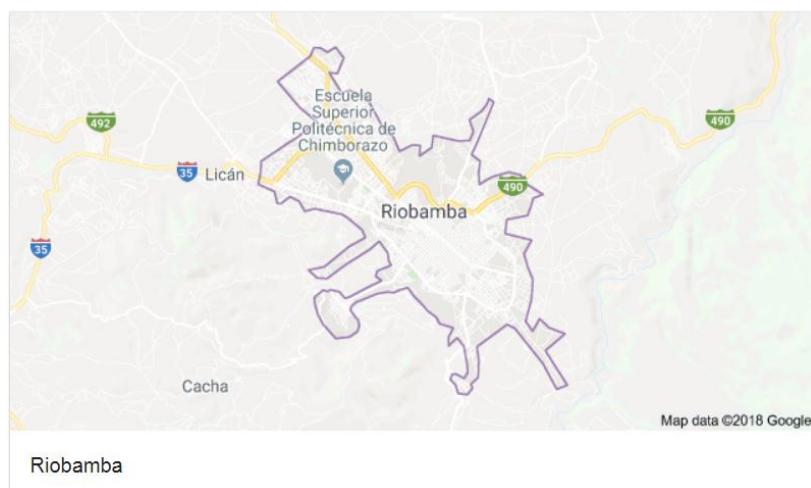 Escuela
Superior
Politécnica de
Chimborazo
492
490
35
Licán
490
Riobamba
35
Cacha
Map data ©2018 Google
Riobamba